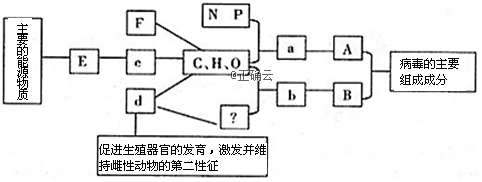 主要的能源物质
F
N P
E
c
C、H、O
a
A
d
?
b
B
病毒的主要
组成成分
@正确云
促进生殖器官的发育，激发并维
持雌性动物的第二性征